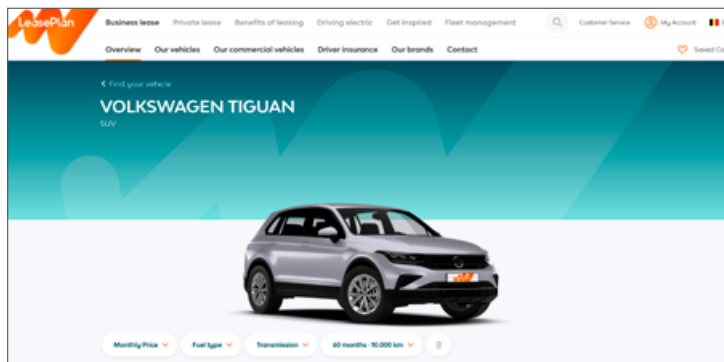 LeasePlan
Business lease Private lease Benefits of leasing Driving electric Get inspired Fleet management Customer Service My Account
Overview Our vehicles Our commercial vehicles Driver insurance Our brands Contact Saved
Find your vehicle
VOLKSWAGEN TIGUAN
SUV
Monthly Price Fuel type Transmission 60 months - 10.000 km